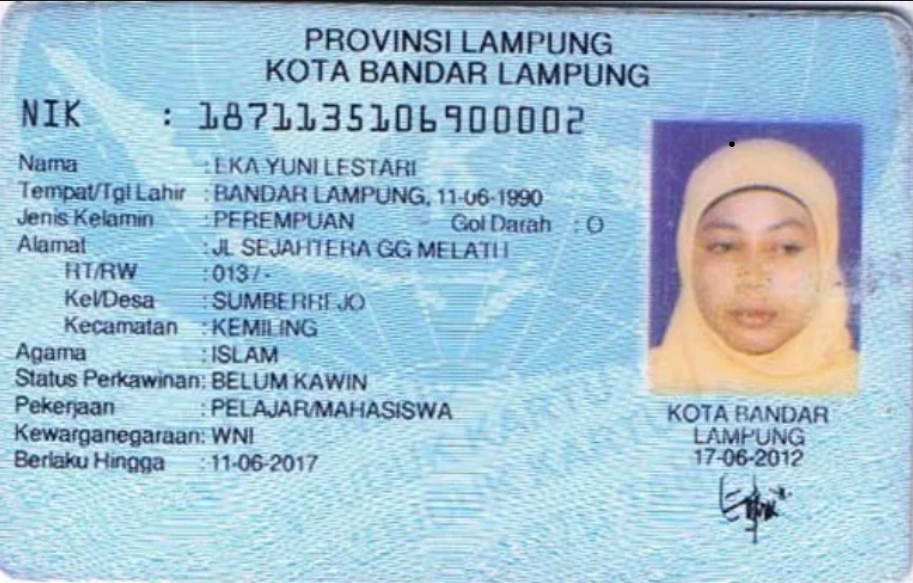 PROVINSI LAMPUNG
KOTA BANDAR LAMPUNG
NIK : 1871135106900002
Nama : EKA YUNI LESTARI
Tempat/Tgl Lahir : BANDAR LAMPUNG, 11-06-1990
Jenis Kelamin : PEREMPUAN Gol Darah : O
Alamat : JL SEJAHTERA GG MELATI I
RT/RW : 013 / -
Kel/Desa : SUMBERREJO
Kecamatan : KEMILING
Agama : ISLAM
Status Perkawinan: BELUM KAWIN
Pekerjaan : PELAJAR/MAHASISWA
Kewarganegaraan: WNI
Berlaku Hingga : 11-06-2017
KOTA BANDAR
LAMPUNG
17-06-2012